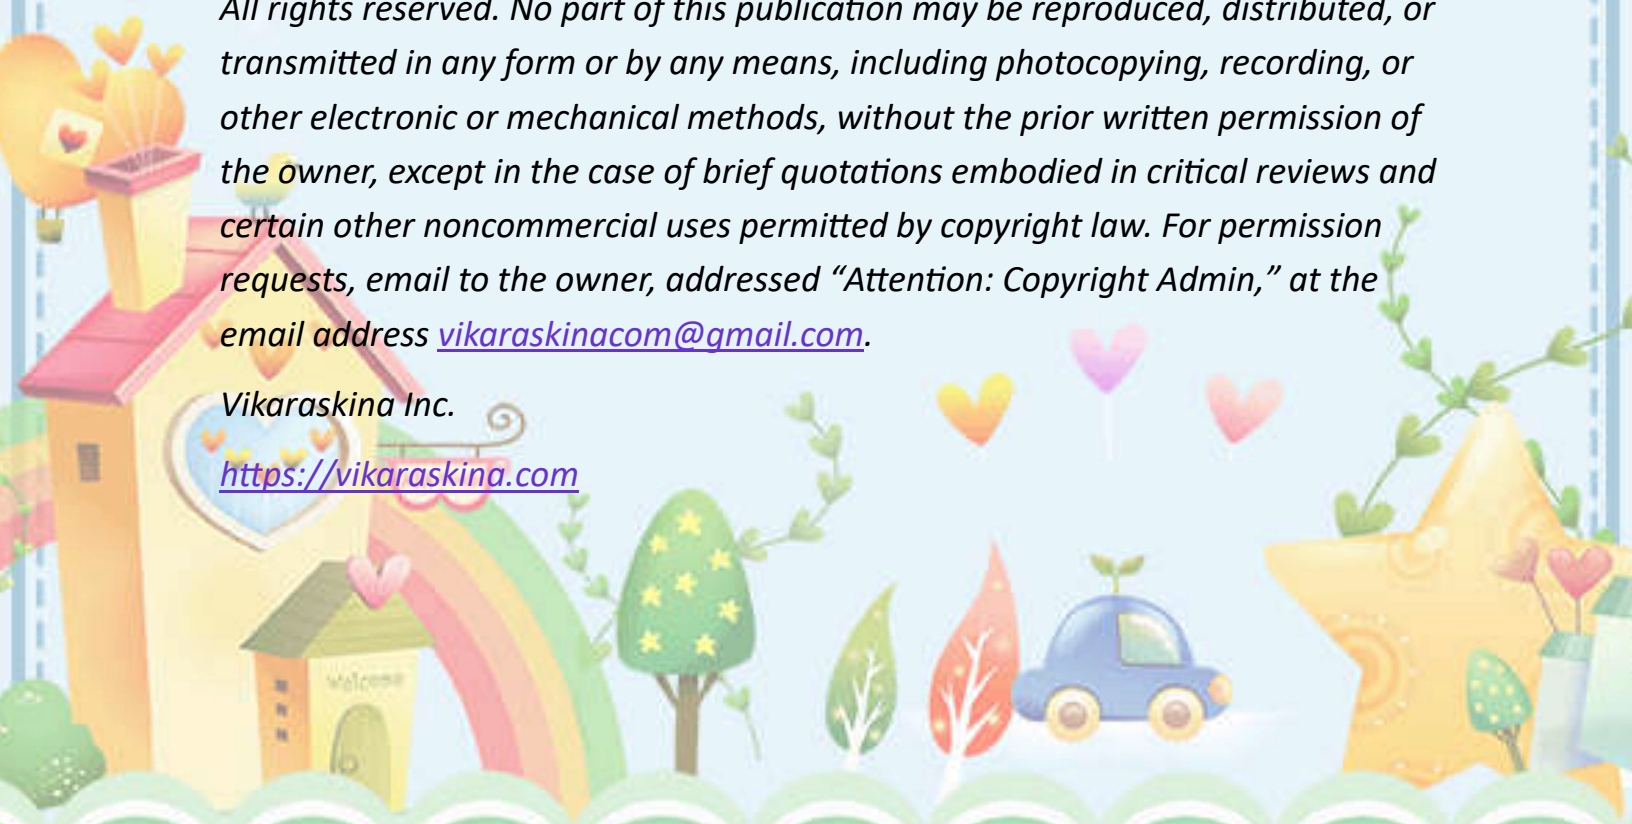 All rights reserved. No part of this publication may be reproduced, distributed, or
transmitted in any form or by any means, including photocopying, recording, or
other electronic or mechanical methods, without the prior written permission of
the owner, except in the case of brief quotations embodied in critical reviews and
certain other noncommercial uses permitted by copyright law. For permission
requests, email to the owner, addressed “Attention: Copyright Admin,” at the
email address vikaraskinacom@gmail.com.
Vikaraskina Inc.
https://vikaraskina.com
Welcome